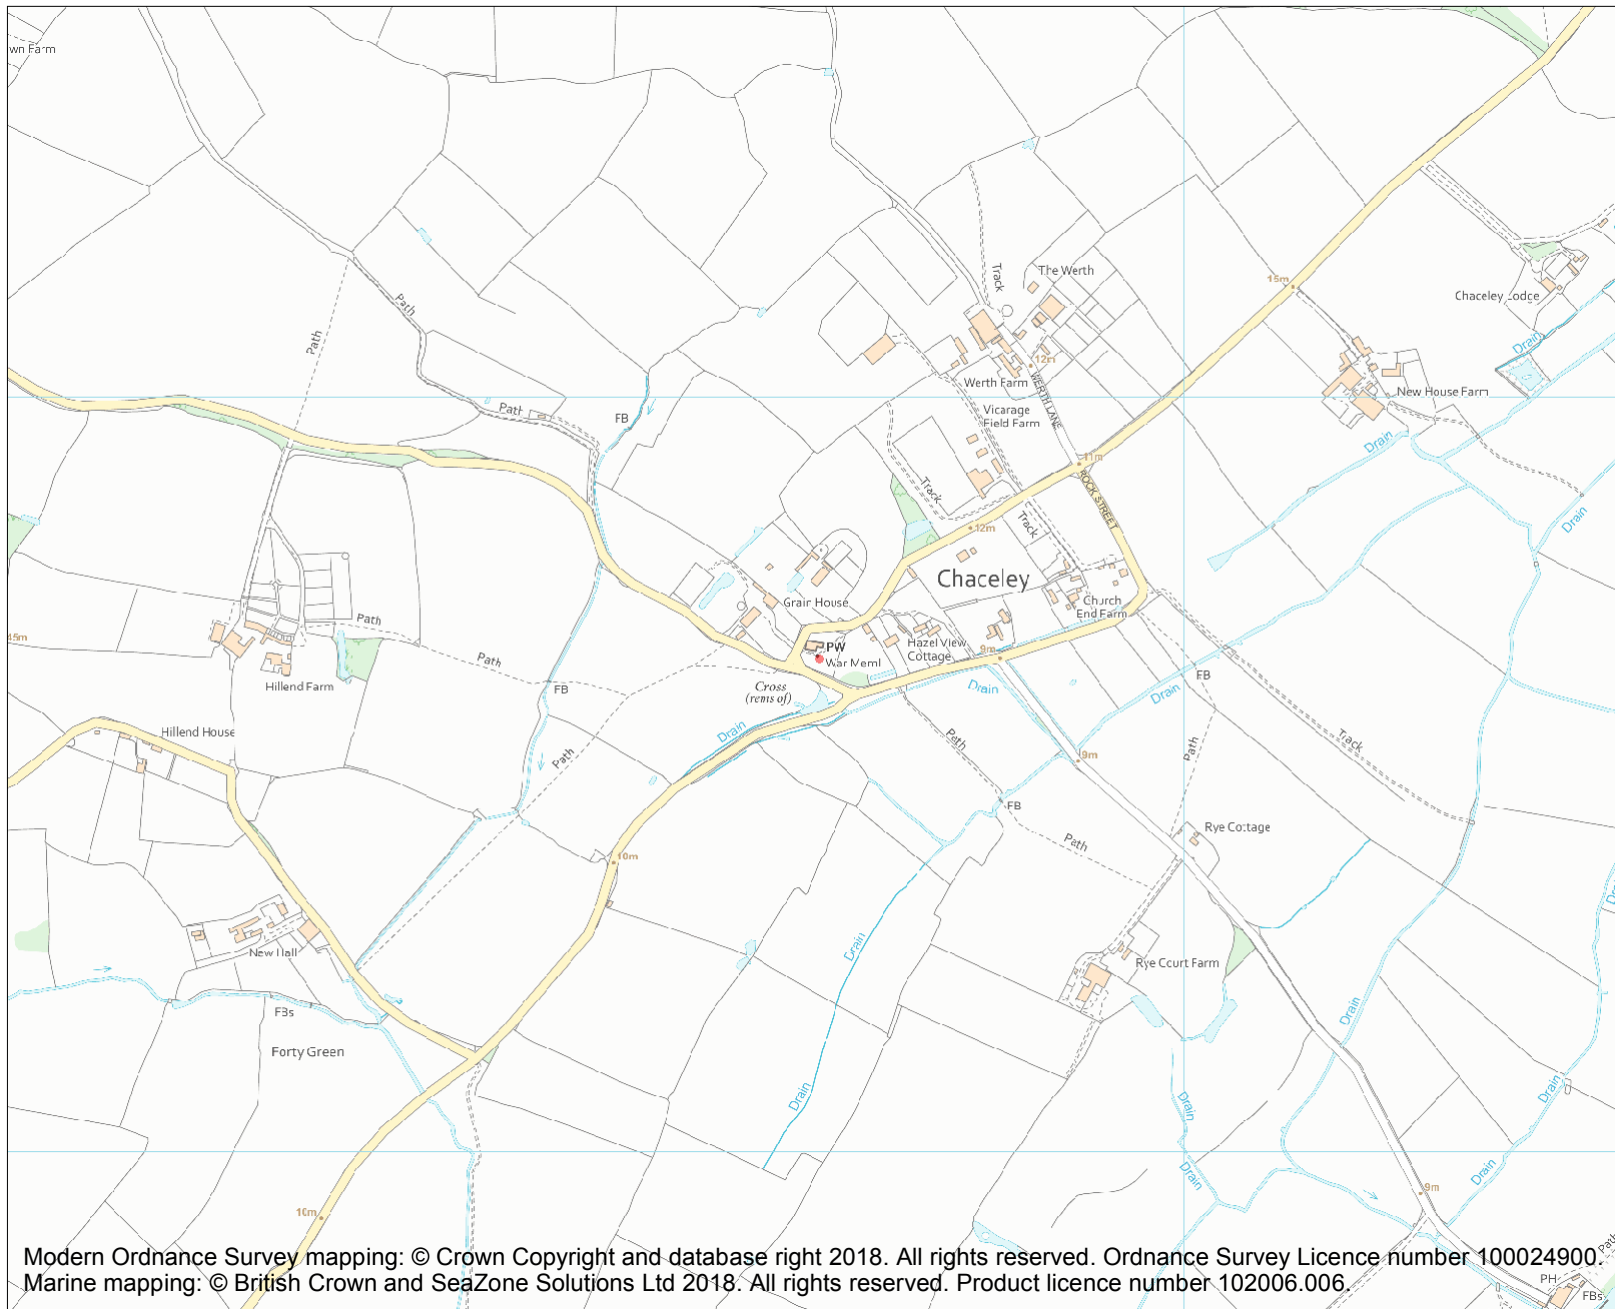 wn Farm
Track
The Werth
15m
Chaceley Lodge
Path
Path
Drain
12m
Werth Farm
WERTH LANE
New House Farm
Path
FB
Vicarage
Field Farm
Drain
11m
Track
ROCK STREET
Track
12m
Drain
Chaceley
Grair House
Church
End Farm
Path
45m
Hazel View
Cottage
PW
War Meml
9m
Path
Hillend Farm
FB
Cross
(rems of)
Drain
Drain
FB
Hillend House
Drain
Path
Path
Path
Track
9m
FB
Rye Cottage
Path
10m
New Hall
Drain
Rye Court Farm
FBs
Drain
Forty Green
Drain
Drain
Drain
Drain
Drain
9m
10m
Path
Modern Ordnance Survey mapping: © Crown Copyright and database right 2018. All rights reserved. Ordnance Survey Licence number 100024900.
Marine mapping: © British Crown and SeaZone Solutions Ltd 2018. All rights reserved. Product licence number 102006.006.
PH
FBs